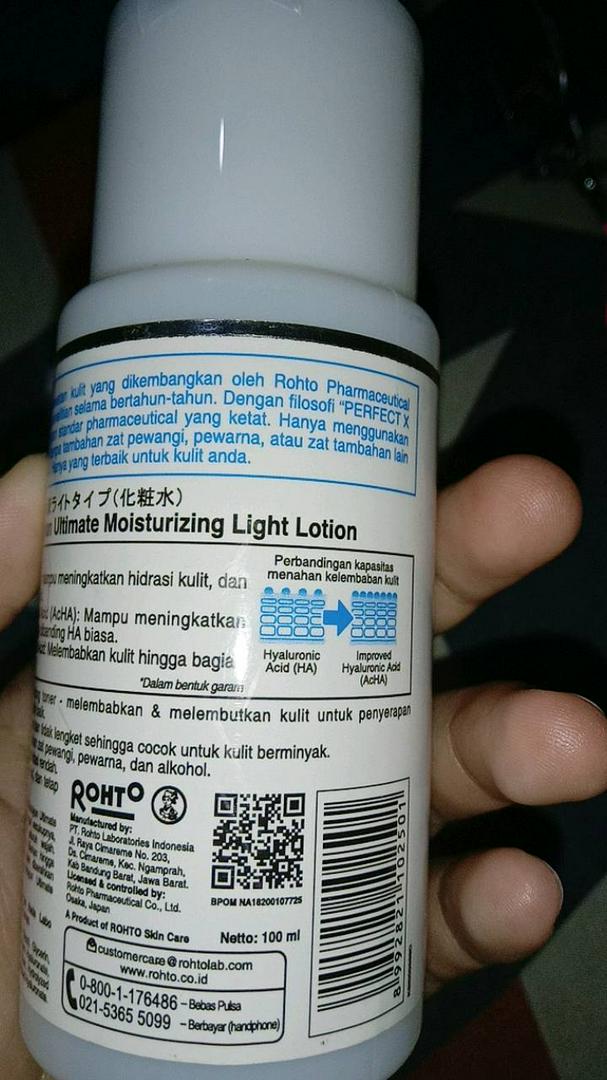 kulit yang dikembangkan oleh Rohto Pharmaceutical
selama bertahun-tahun. Dengan filosofi "PERFECT X
standar pharmaceutical yang ketat. Hanya menggunakan
tambahan zat pewangi, pewarna, atau zat tambahan lain
yang terbaik untuk kulit anda.
ライトタイプ(化粧水)
Ultimate Moisturizing Light Lotion
meningkatkan hidrasi kulit, dan
(AcHA): Mampu meningkatkan
HA biasa.
Melembabkan kulit hingga bagia
*Dalam bentuk garam
Perbandingan kapasitas
menahan kelembaban kulit
Hyaluronic
Acid (HA)
Improved
Hyaluronic Acid
(AcHA)
toner - melembabkan & melembutkan kulit untuk penyerapan
tidak lengket sehingga cocok untuk kulit berminyak.
zat pewangi, pewarna, dan alkohol.
ROHTO
Manufactured by:
PT. Rohto Laboratories Indonesia
Jl. Raya Cimareme No. 203,
Ds. Cimareme, Kec. Ngamprah,
Kab Bandung Barat, Jawa Barat.
Licensed & controlled by:
Rohto Pharmaceutical Co., Ltd.
Osaka, Japan
A Product of ROHTO Skin Care
BPOM NA18200107725
Netto: 100 ml
customercare@rohtolab.com
www.rohto.co.id
0-800-1-176486 - Bebas Pulsa
021-5365 5099 - Berbayar (handphone)
8 992821 102501